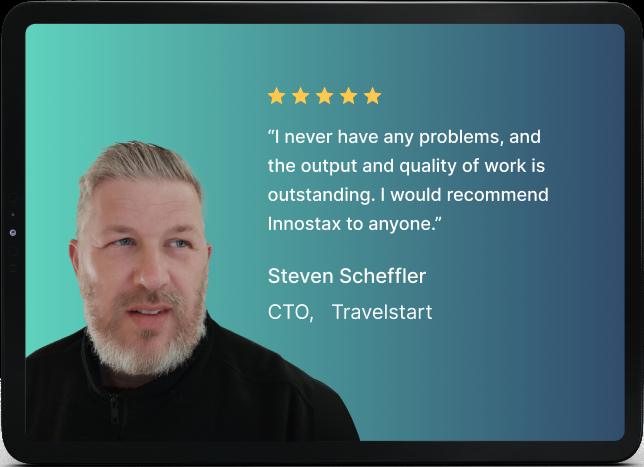 “I never have any problems, and
the output and quality of work is
outstanding. I would recommend
Innostax to anyone.”
Steven Scheffler
CTO, Travelstart